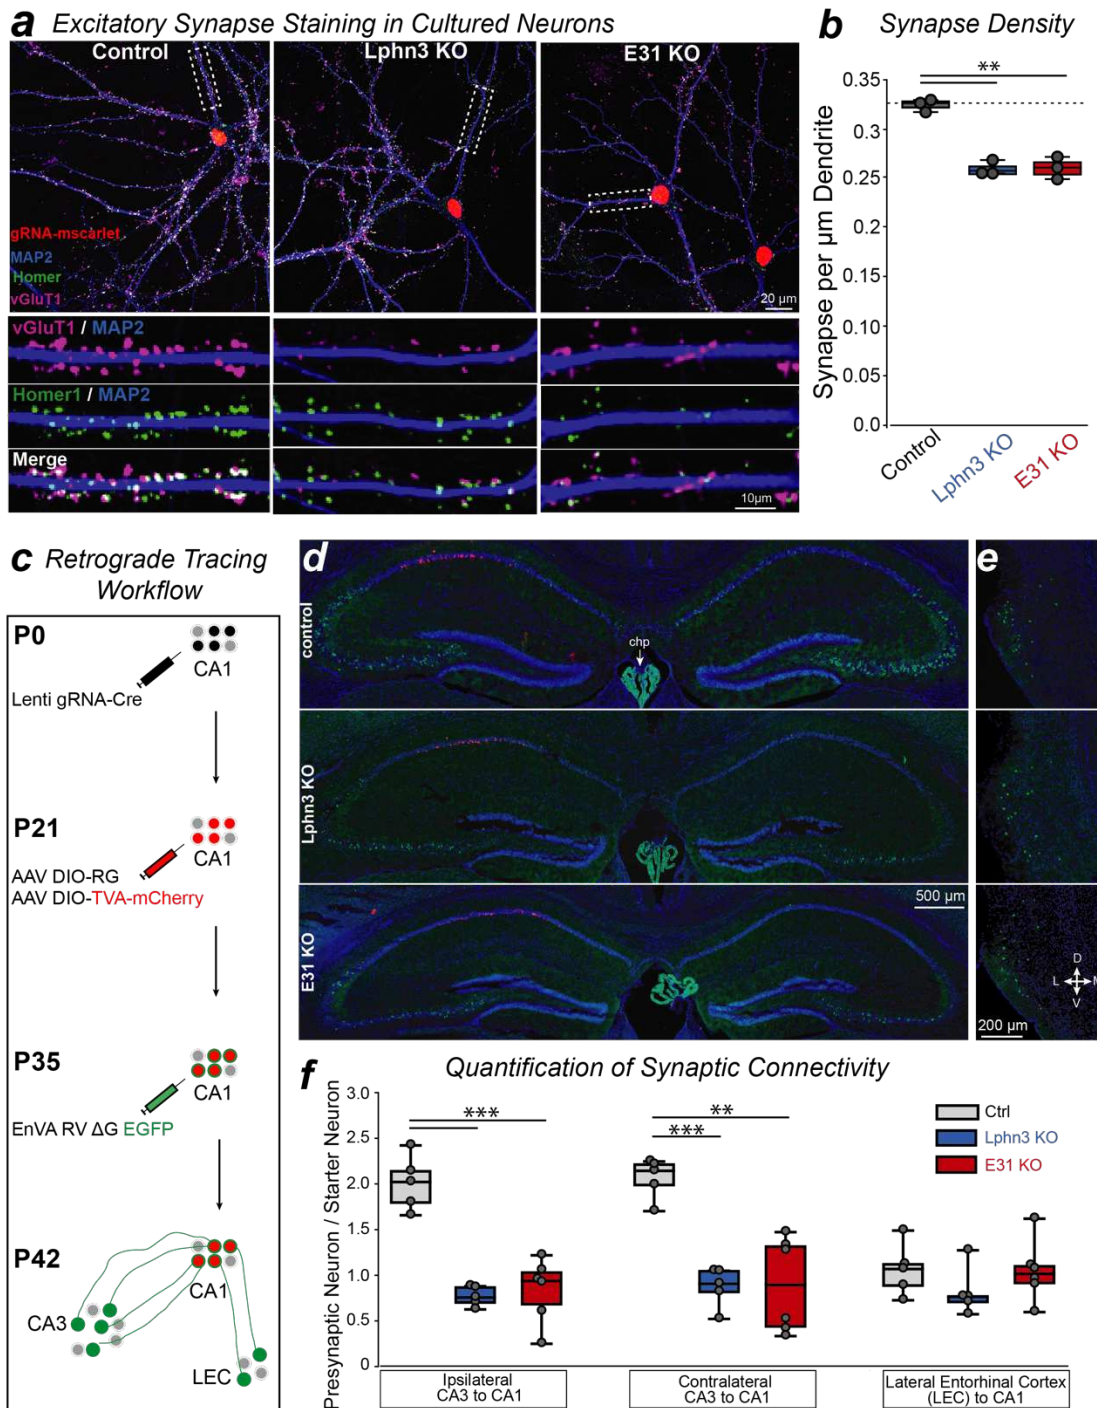 a Excitatory Synapse Staining in Cultured Neurons
Control
Lphn3 KO
E31 KO
gRNA-mscarlet
MAP2
Homer
vGluT1
20 µm
vGluT1 / MAP2
Homer1 / MAP2
Merge
10µm
b Synapse Density
**
Synapse per µm Dendrite
0.35
0.3
0.25
0.2
0.15
0.1
0.05
0.0
Control
Lphn3 KO
E31 KO
c Retrograde Tracing
Workflow
P0
CA1
Lenti gRNA-Cre
P21
CA1
AAV DIO-RG
AAV DIO-TVA-mCherry
P35
CA1
EnVA RV ΔG EGFP
P42
CA1
CA3
LEC
d
control
chp
Lphn3 KO
E31 KO
500 µm
e
D
L M
V
200 µm
f Quantification of Synaptic Connectivity
Presynaptic Neuron / Starter Neuron
3.0
2.5
2.0
1.5
1.0
0.5
0
***
**
***
Ctrl
Lphn3 KO
E31 KO
Ipsilateral
CA3 to CA1
Contralateral
CA3 to CA1
Lateral Entorhinal Cortex
(LEC) to CA1